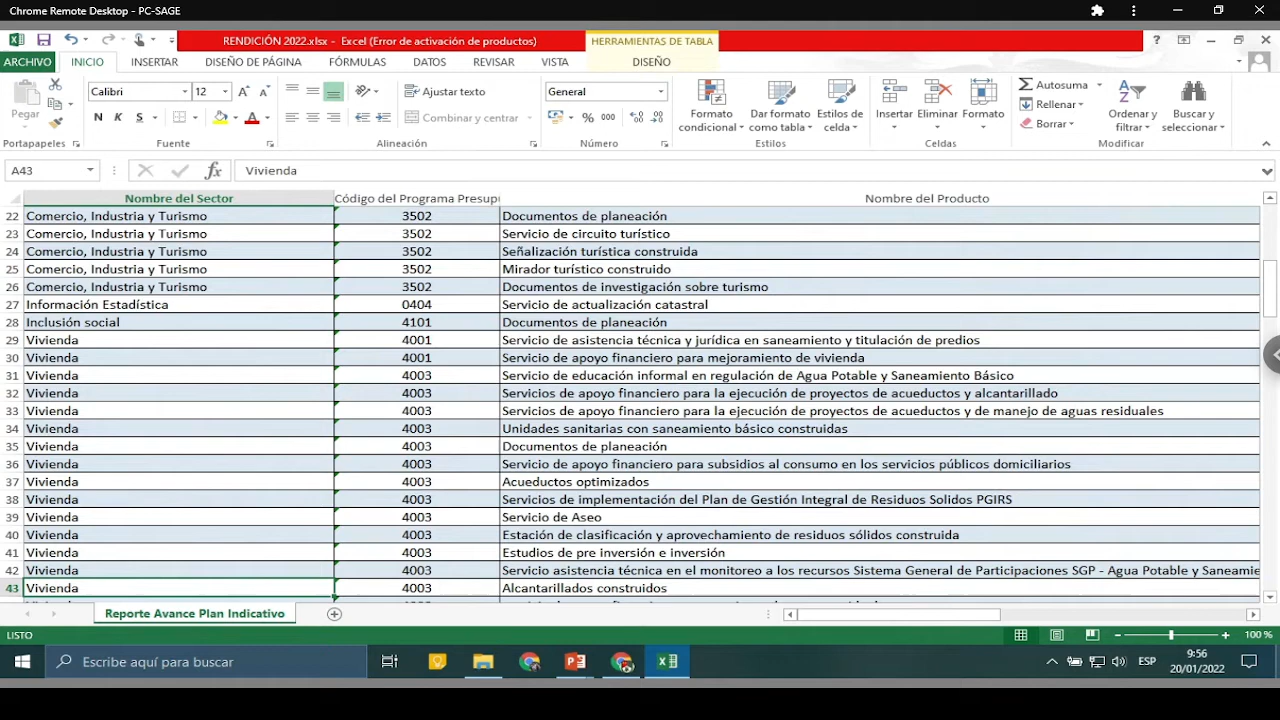 Chrome Remote Desktop - PC-SAGE
RENDICIÓN 2022.xlsx - Excel (Error de activación de productos)
HERRAMIENTAS DE TABLA
ARCHIVO INICIO INSERTAR DISEÑO DE PÁGINA FÓRMULAS DATOS REVISAR VISTA DISEÑO
Pegar
Calibri 12
N K S
Ajustar texto
Combinar y centrar
General
% 000
Formato condicional
Dar formato como tabla
Estilos de celda
Insertar Eliminar Formato
Autosuma
Rellenar
Borrar
Ordenar y filtrar
Buscar y seleccionar
Portapapeles Fuente Alineación Número Estilos Celdas Modificar
A43 fx Vivienda
Nombre del Sector Código del Programa Presupu Nombre del Producto
22 Comercio, Industria y Turismo 3502 Documentos de planeación
23 Comercio, Industria y Turismo 3502 Servicio de circuito turístico
24 Comercio, Industria y Turismo 3502 Señalización turística construida
25 Comercio, Industria y Turismo 3502 Mirador turístico construido
26 Comercio, Industria y Turismo 3502 Documentos de investigación sobre turismo
27 Información Estadística 0404 Servicio de actualización catastral
28 Inclusión social 4101 Documentos de planeación
29 Vivienda 4001 Servicio de asistencia técnica y jurídica en saneamiento y titulación de predios
30 Vivienda 4001 Servicio de apoyo financiero para mejoramiento de vivienda
31 Vivienda 4003 Servicio de educación informal en regulación de Agua Potable y Saneamiento Básico
32 Vivienda 4003 Servicios de apoyo financiero para la ejecución de proyectos de acueductos y alcantarillado
33 Vivienda 4003 Servicios de apoyo financiero para la ejecución de proyectos de acueductos y de manejo de aguas residuales
34 Vivienda 4003 Unidades sanitarias con saneamiento básico construidas
35 Vivienda 4003 Documentos de planeación
36 Vivienda 4003 Servicio de apoyo financiero para subsidios al consumo en los servicios públicos domiciliarios
37 Vivienda 4003 Acueductos optimizados
38 Vivienda 4003 Servicios de implementación del Plan de Gestión Integral de Residuos Solidos PGIRS
39 Vivienda 4003 Servicio de Aseo
40 Vivienda 4003 Estación de clasificación y aprovechamiento de residuos sólidos construida
41 Vivienda 4003 Estudios de pre inversión e inversión
42 Vivienda 4003 Servicio asistencia técnica en el monitoreo a los recursos Sistema General de Participaciones SGP - Agua Potable y Saneamie
43 Vivienda 4003 Alcantarillados construidos
Reporte Avance Plan Indicativo
LISTO 100 %
Escribe aquí para buscar
ESP
9:56
20/01/2022